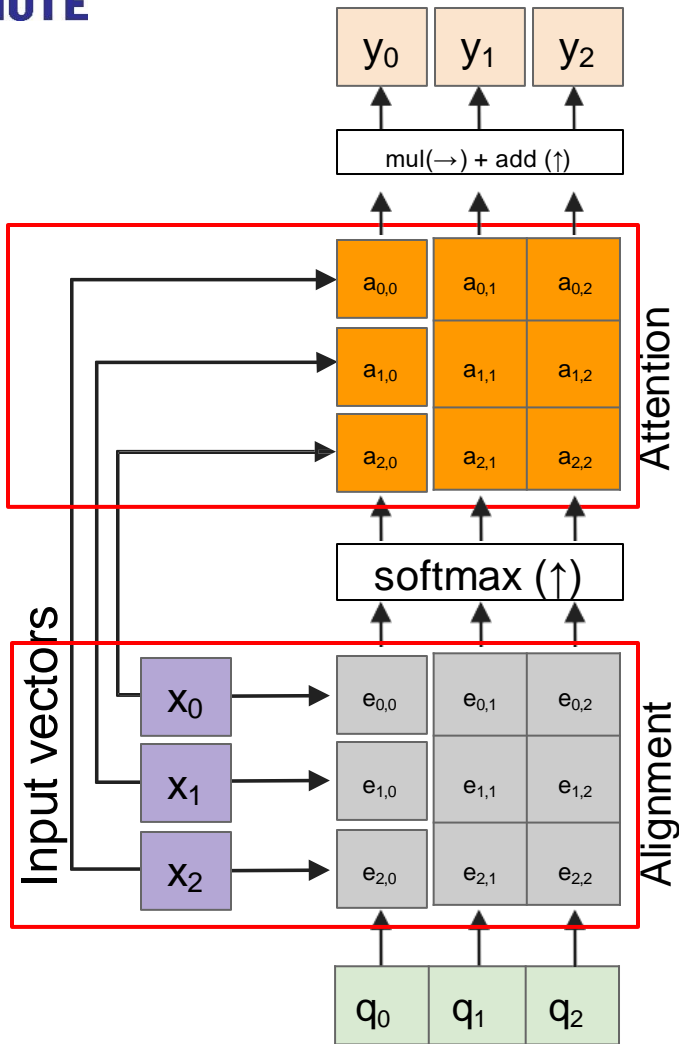 y₀ y₁ y₂
mul(→) + add (↑)
a₀,₀ a₀,₁ a₀,₂
a₁,₀ a₁,₁ a₁,₂
a₂,₀ a₂,₁ a₂,₂
Attention
softmax (↑)
Input vectors
x₀ e₀,₀ e₀,₁ e₀,₂
x₁ e₁,₀ e₁,₁ e₁,₂
x₂ e₂,₀ e₂,₁ e₂,₂
Alignment
q₀ q₁ q₂